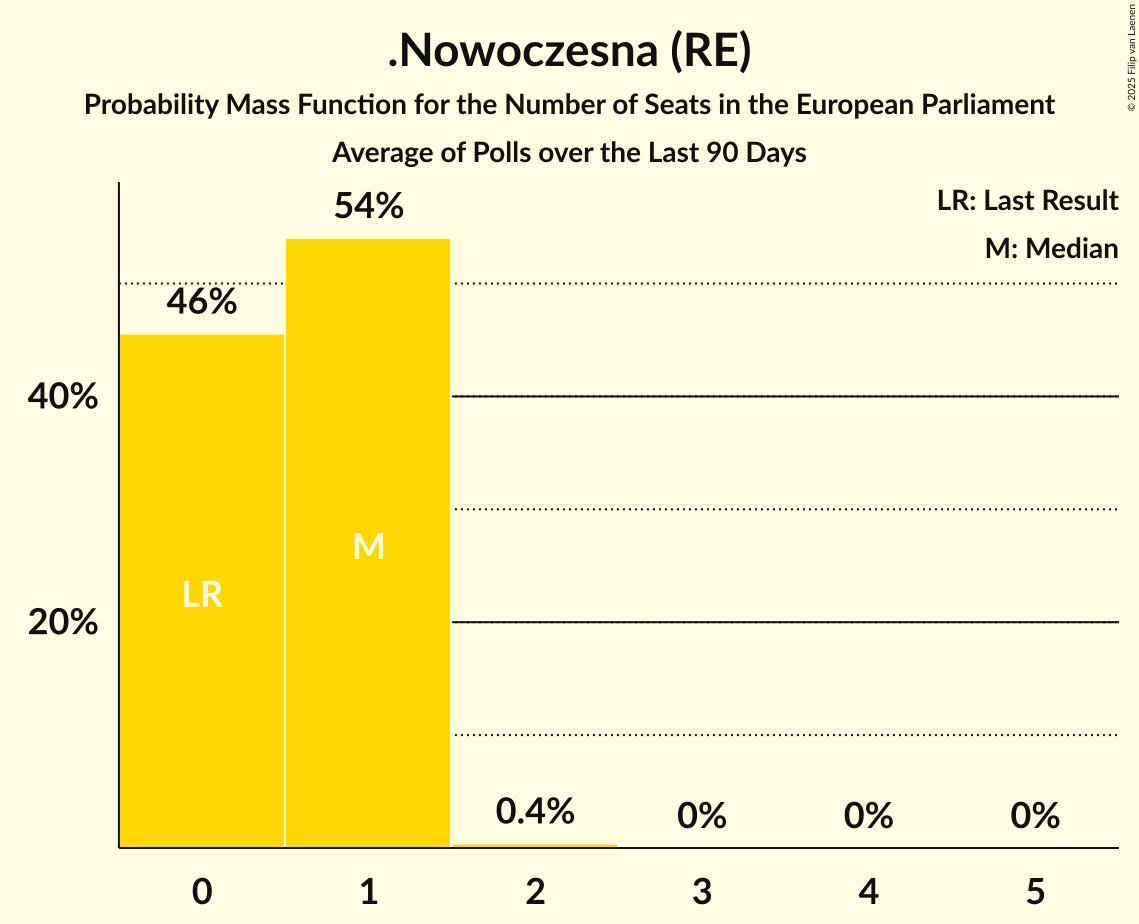 .Nowoczesna (RE)
Probability Mass Function for the Number of Seats in the European Parliament
Average of Polls over the Last 90 Days
© 2025 Filip van Laenen
LR: Last Result
M: Median
54%
46%
40%
20%
M
LR
0.4%
0%
0%
0%
0
1
2
3
4
5